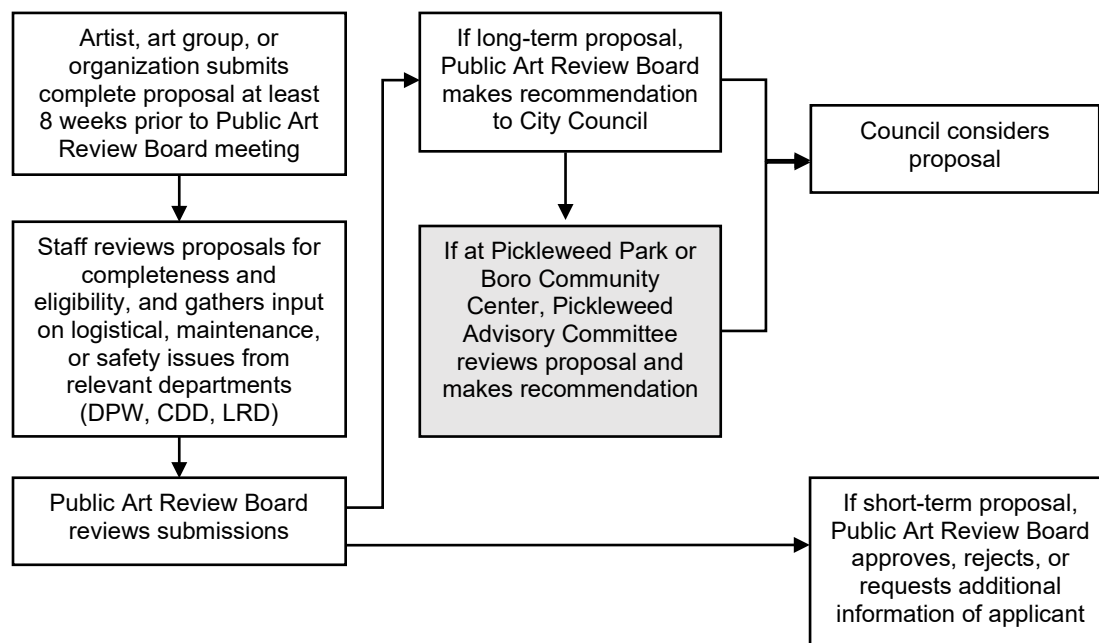 Artist, art group, or
organization submits
complete proposal at least
8 weeks prior to Public Art
Review Board meeting
Staff reviews proposals for
completeness and
eligibility, and gathers input
on logistical, maintenance,
or safety issues from
relevant departments
(DPW, CDD, LRD)
Public Art Review Board
reviews submissions
If long-term proposal,
Public Art Review Board
makes recommendation
to City Council
If at Pickleweed Park or
Boro Community
Center, Pickleweed
Advisory Committee
reviews proposal and
makes recommendation
Council considers
proposal
If short-term proposal,
Public Art Review Board
approves, rejects, or
requests additional
information of applicant